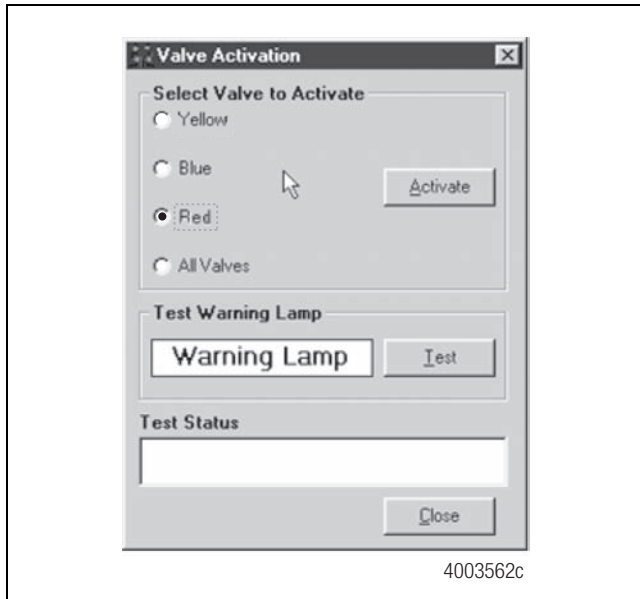 Valve Activation
Select Valve to Activate
Yellow
Blue
Activate
Red
All Valves
Test Warning Lamp
Warning Lamp
Test
Test Status
Close
4003562c